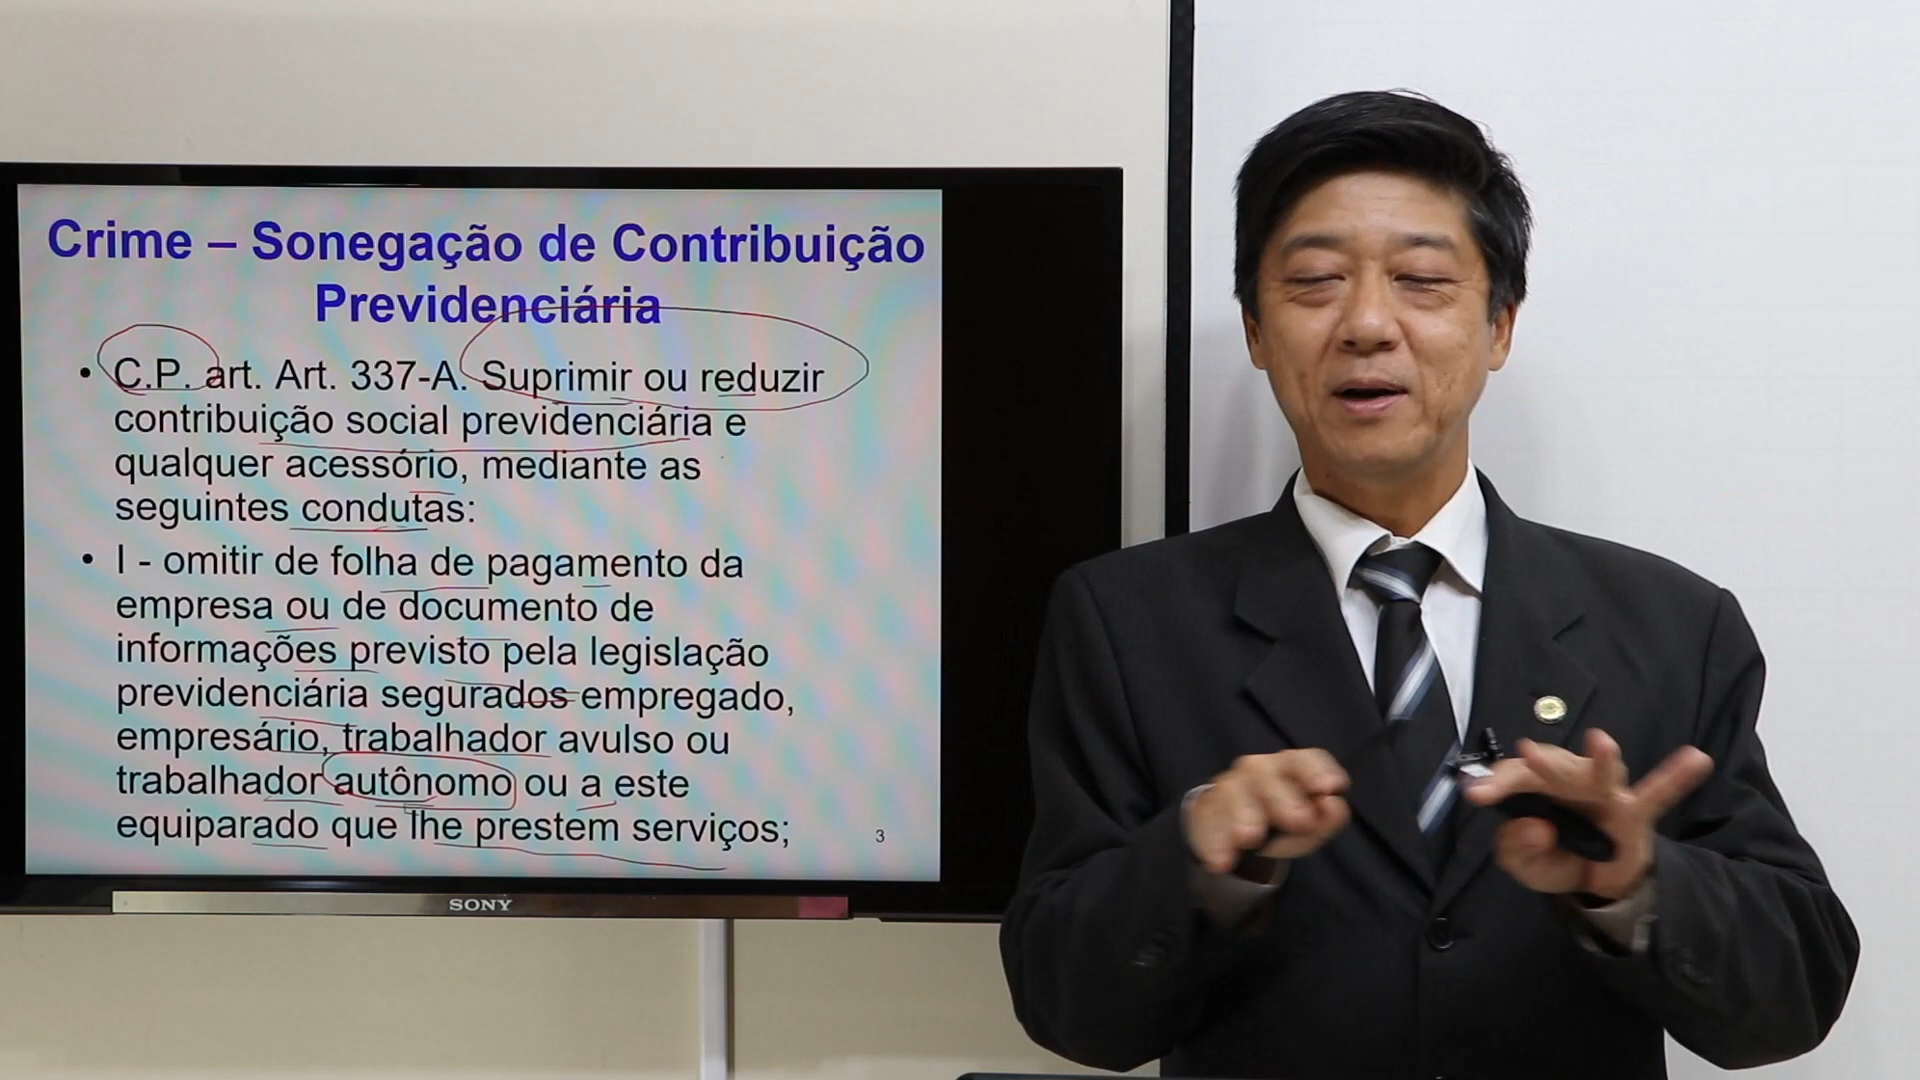 Crime – Sonegação de Contribuição
Previdenciária
• C.P. art. Art. 337-A. Suprimir ou reduzir
contribuição social previdenciária e
qualquer acessório, mediante as
seguintes condutas:
• I - omitir de folha de pagamento da
empresa ou de documento de
informações previsto pela legislação
previdenciária segurados empregado,
empresário, trabalhador avulso ou
trabalhador autônomo ou a este
equiparado que lhe prestem serviços;
3
SONY